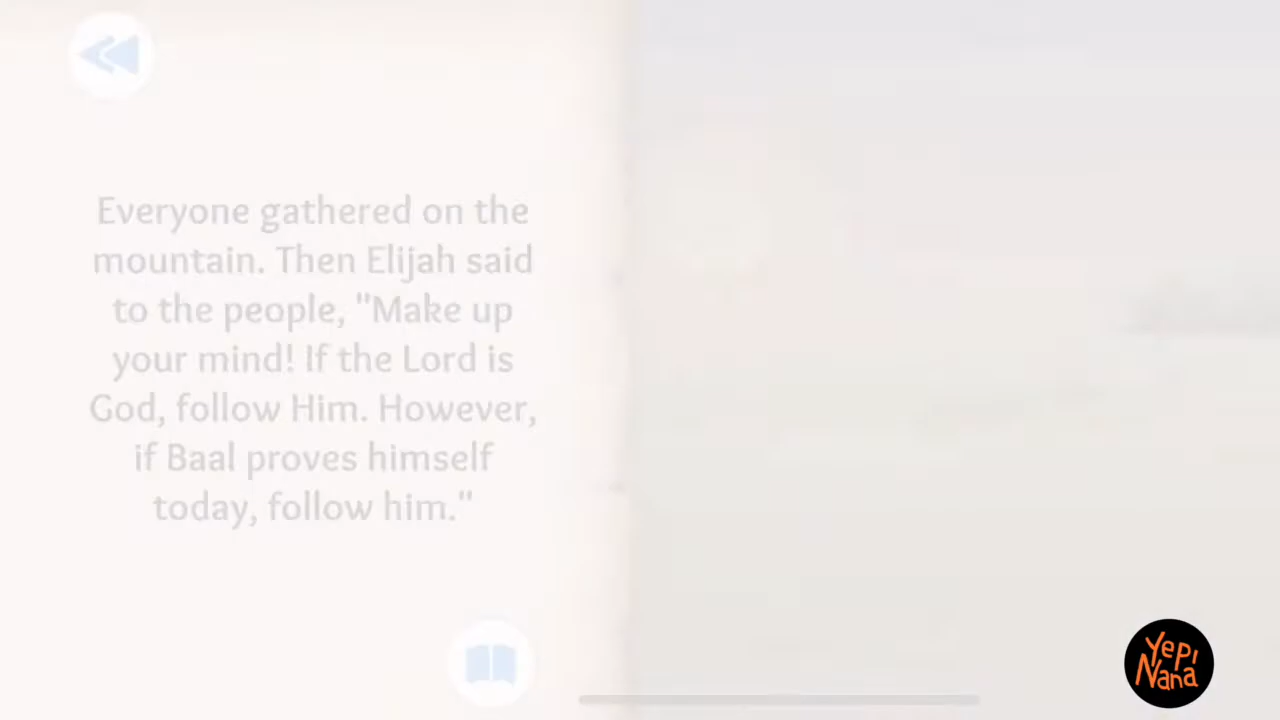 Everyone gathered on the
mountain. Then Elijah said
to the people, "Make up
your mind! If the Lord is
God, follow Him. However,
if Baal proves himself
today, follow him."
Yepi
Nana